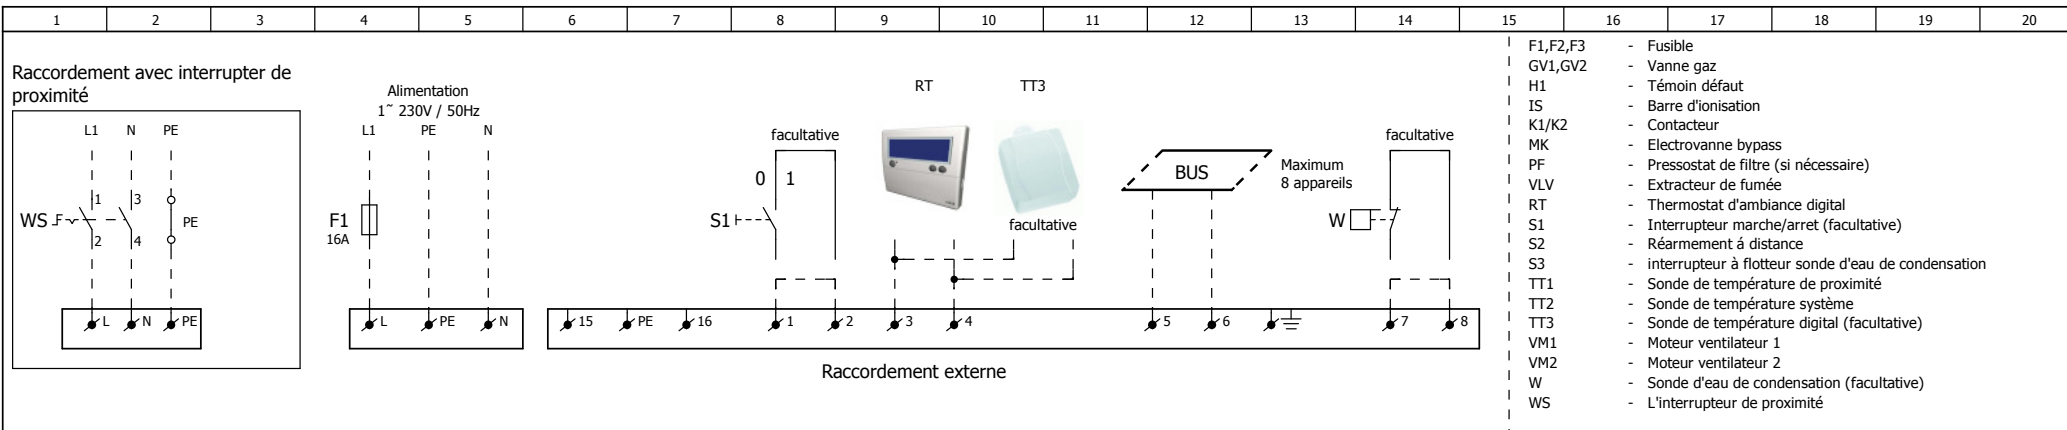 1 2 3 4 5 6 7 8 9 10 11 12 13 14 15 16 17 18 19 20
Raccordement avec interrupter de
proximité
L1 N PE
1 3
WS PE
2 4
L N PE
Alimentation
1~ 230V / 50Hz
L1 PE N
F1
16A
L PE N
facultative
0 1
S1
RT TT3
facultative
BUS
Maximum
8 appareils
facultative
W
15 PE 16 1 2 3 4 5 6 7 8
Raccordement externe
F1,F2,F3 - Fusible
GV1,GV2 - Vanne gaz
H1 - Témoin défaut
IS - Barre d'ionisation
K1/K2 - Contacteur
MK - Electrovanne bypass
PF - Pressostat de filtre (si nécessaire)
VLV - Extracteur de fumée
RT - Thermostat d'ambiance digital
S1 - Interrupteur marche/arret (facultative)
S2 - Réarmement á distance
S3 - interrupteur à flotteur sonde d'eau de condensation
TT1 - Sonde de température de proximité
TT2 - Sonde de température système
TT3 - Sonde de température digital (facultative)
VM1 - Moteur ventilateur 1
VM2 - Moteur ventilateur 2
W - Sonde d'eau de condensation (facultative)
WS - L'interrupteur de proximité